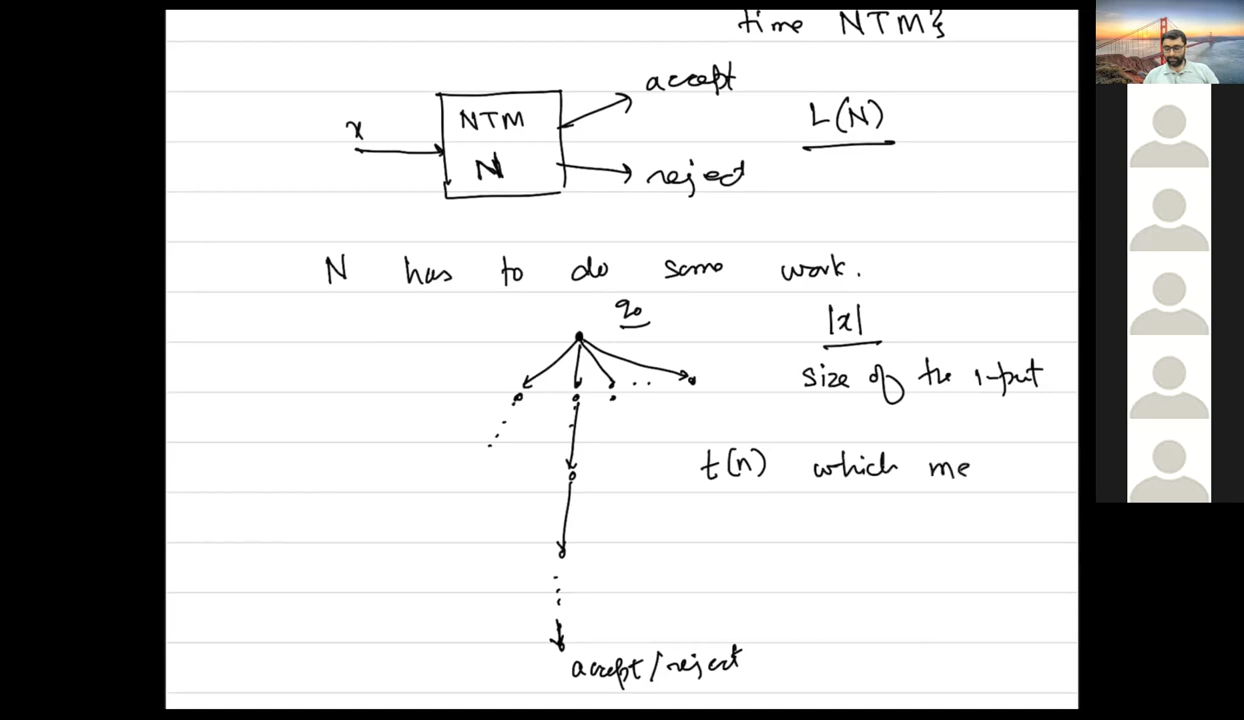 time NTM}
accept
x
NTM
N
L(N)
reject
N has to do some work.
q0
|x|
size of the input
t(n) which me
accept/reject